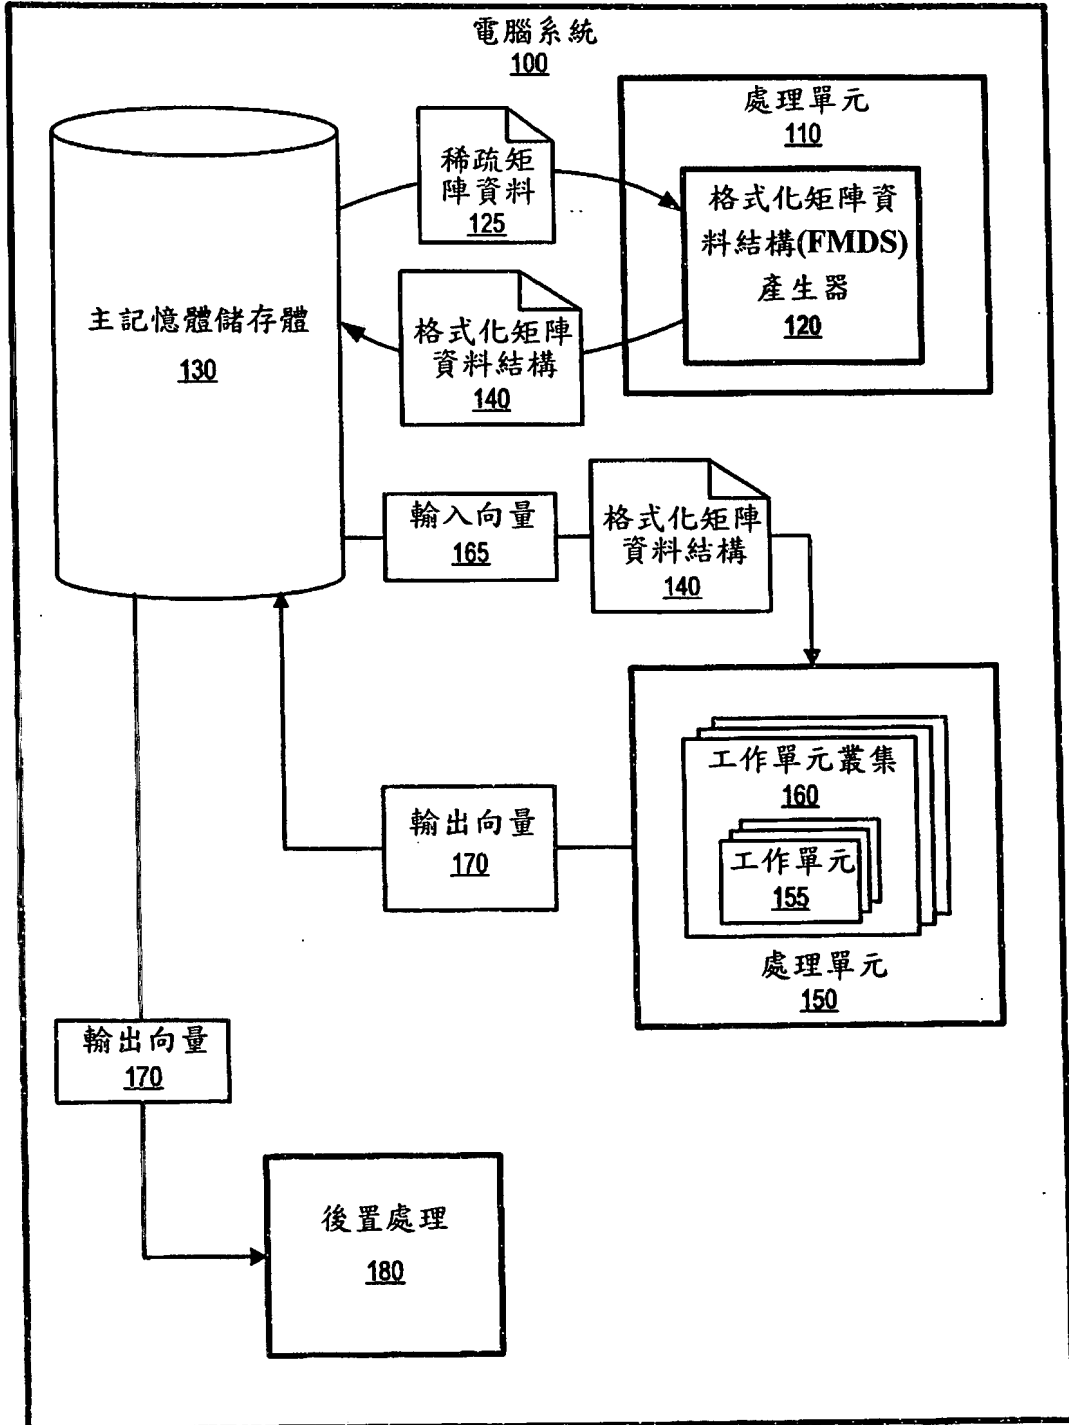 電腦系統
100
處理單元
110
稀疏矩
陣資料
125
格式化矩陣資
料結構(FMDS)
產生器
120
主記憶體儲存體
130
格式化矩陣
資料結構
140
輸入向量
165
格式化矩陣
資料結構
140
工作單元叢集
160
工作單元
155
處理單元
150
輸出向量
170
輸出向量
170
後置處理
180